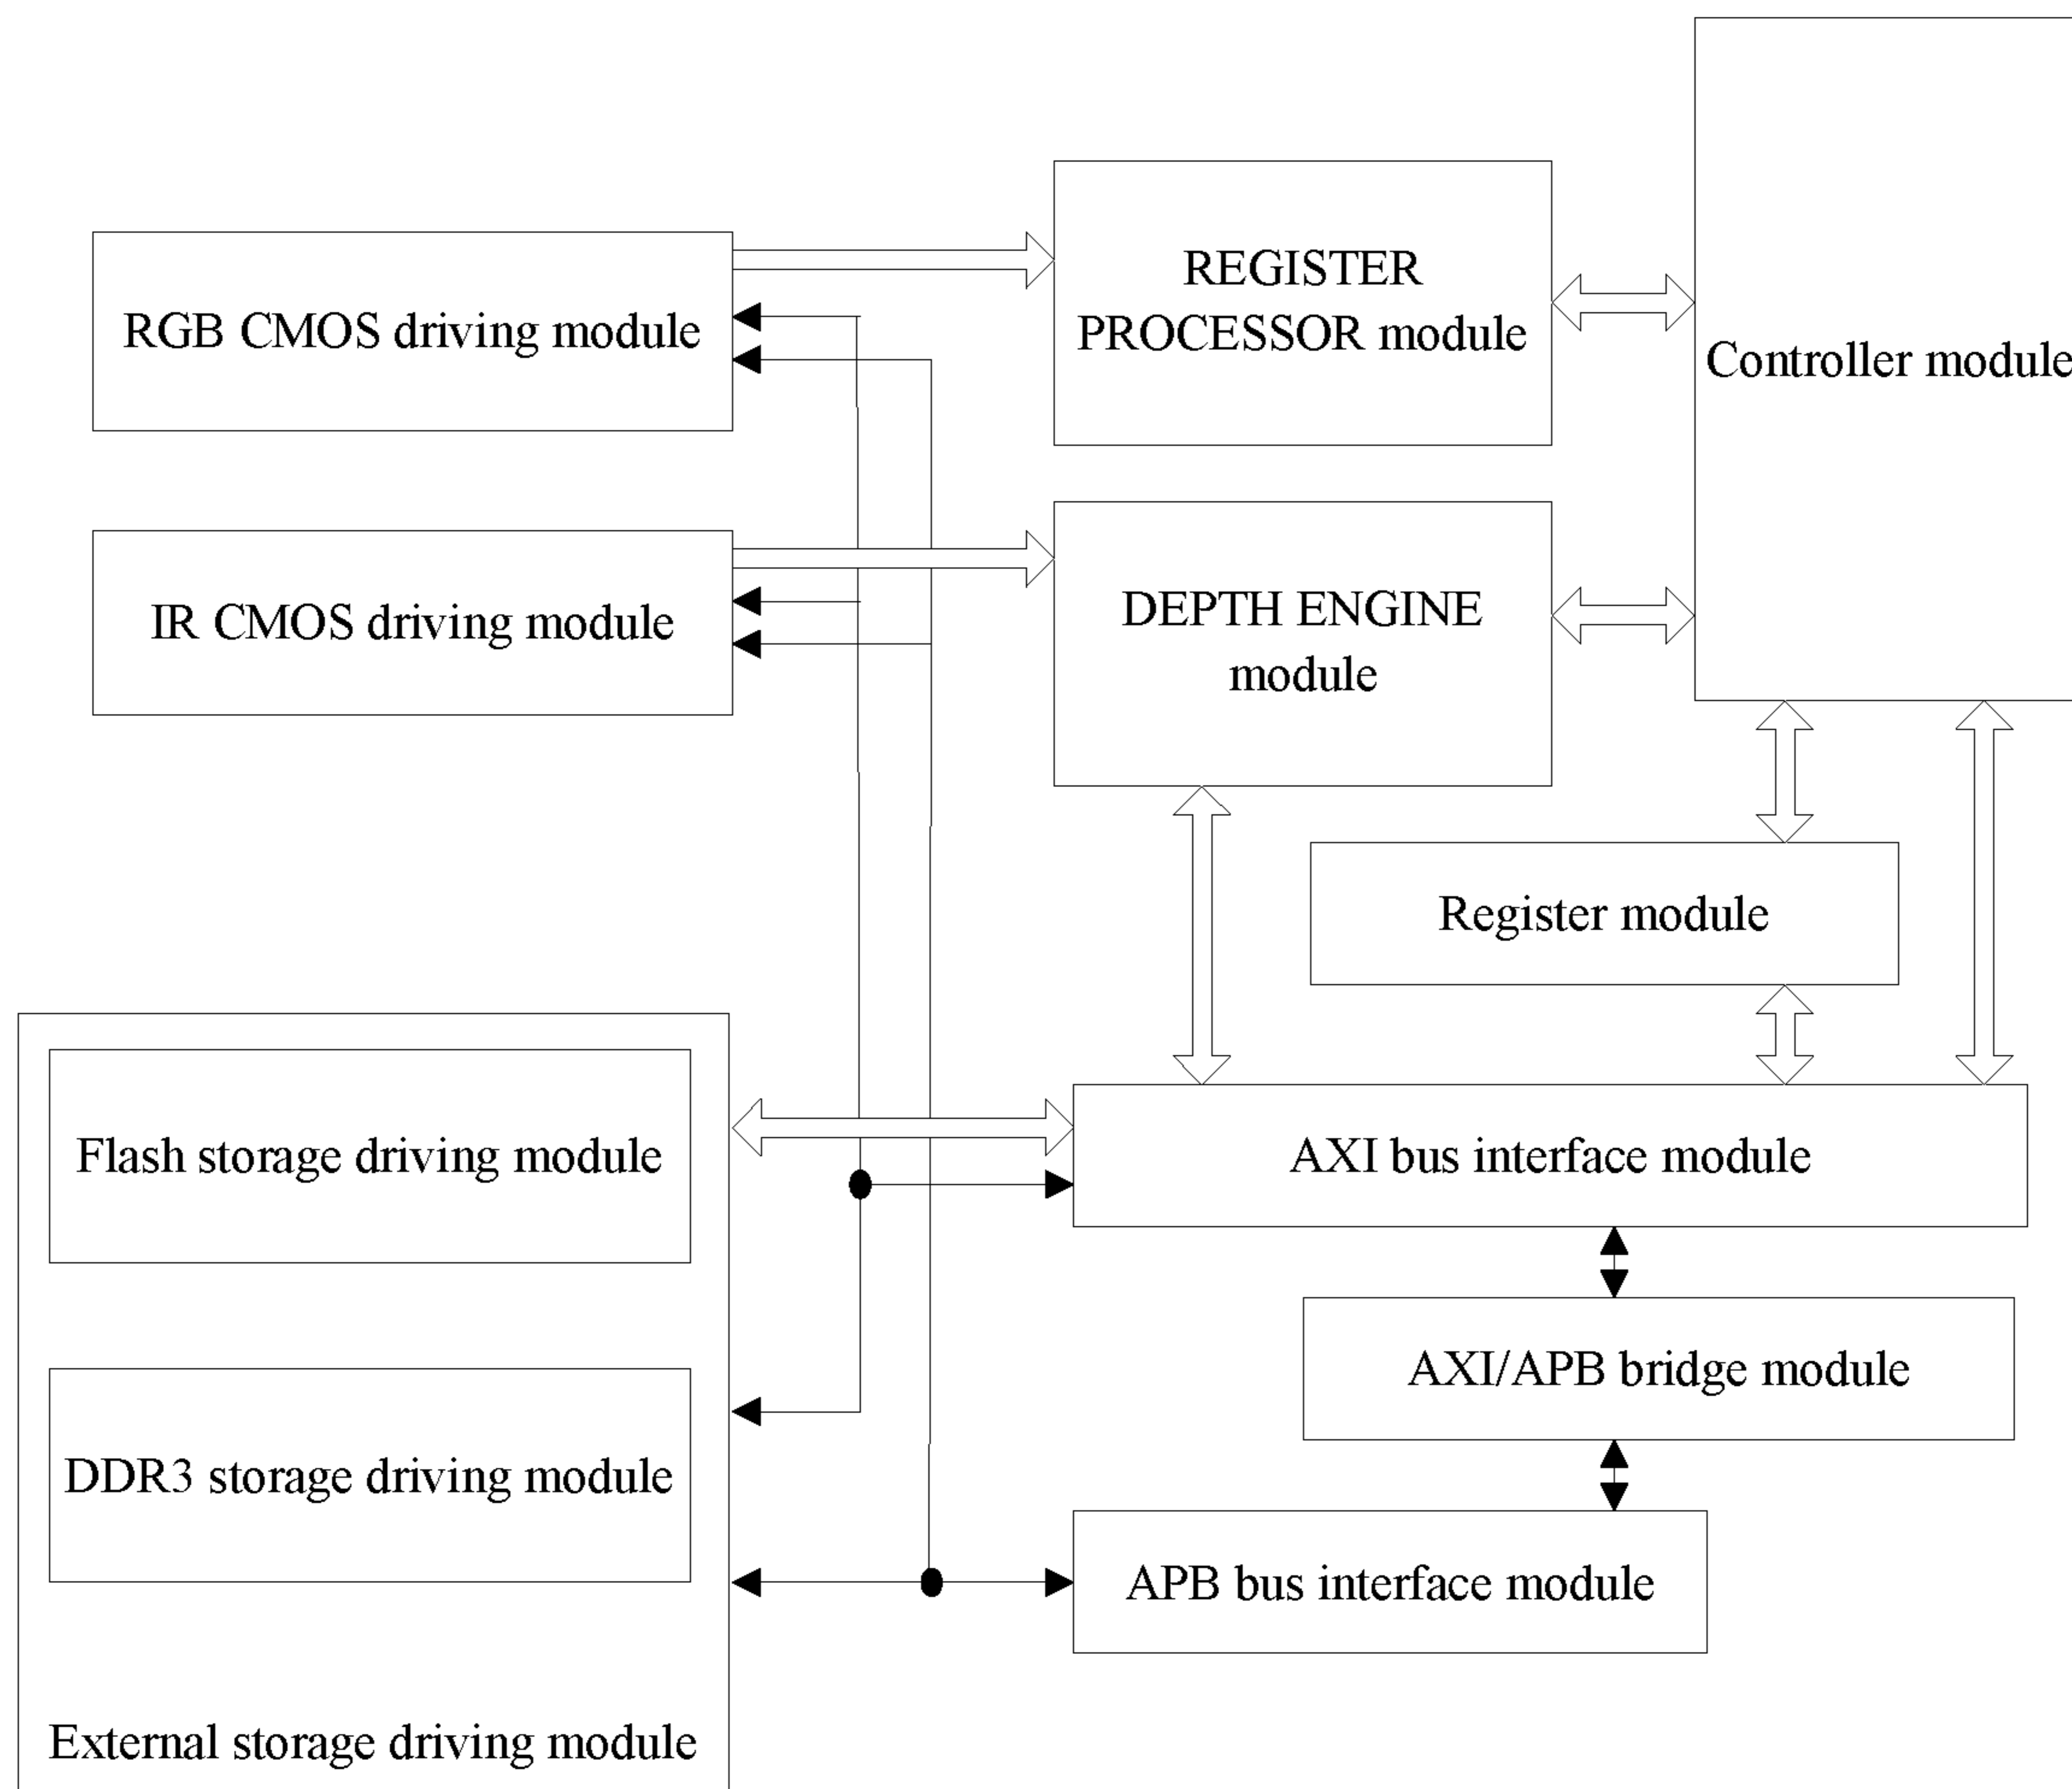 RGB CMOS driving module
REGISTER
PROCESSOR module
Controller module
IR CMOS driving module
DEPTH ENGINE
module
Register module
Flash storage driving module
AXI bus interface module
AXI/APB bridge module
DDR3 storage driving module
APB bus interface module
External storage driving module